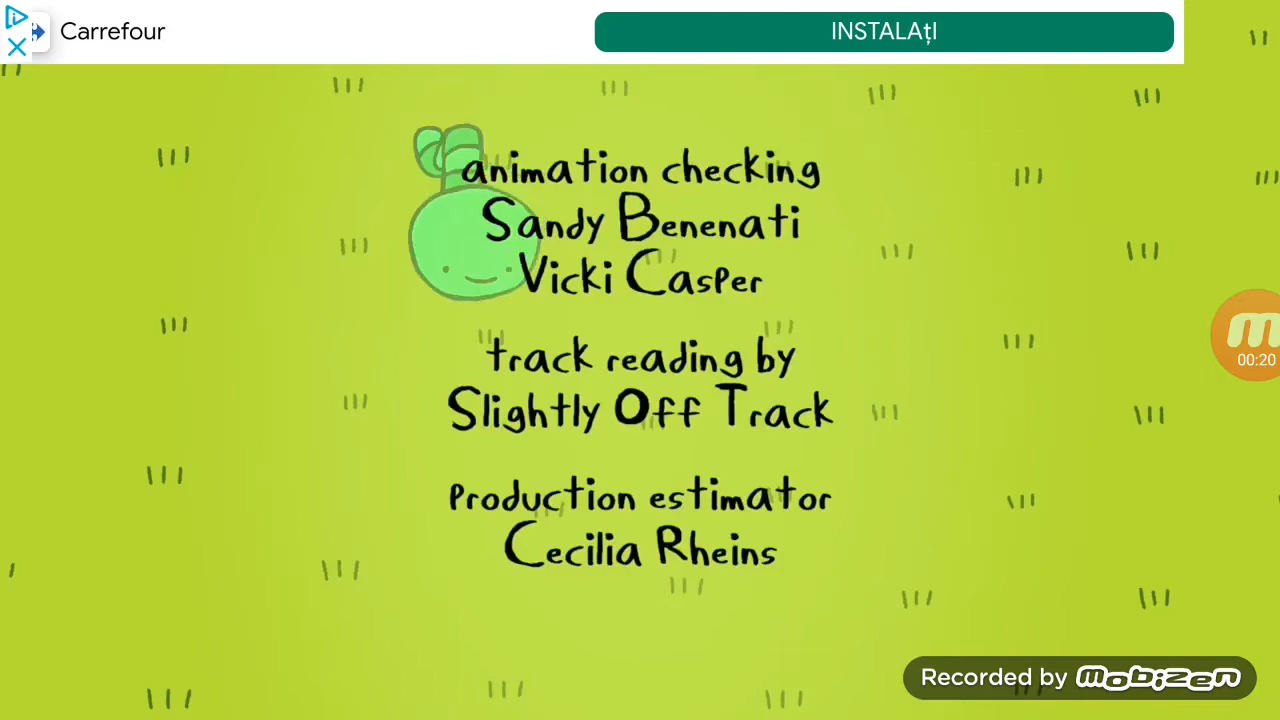 Carrefour
INSTALAțI
animation checking
Sandy Benenati
Vicki Casper
track reading by
Slightly Off Track
production estimator
Cecilia Rheins
00:20
Recorded by mobizen